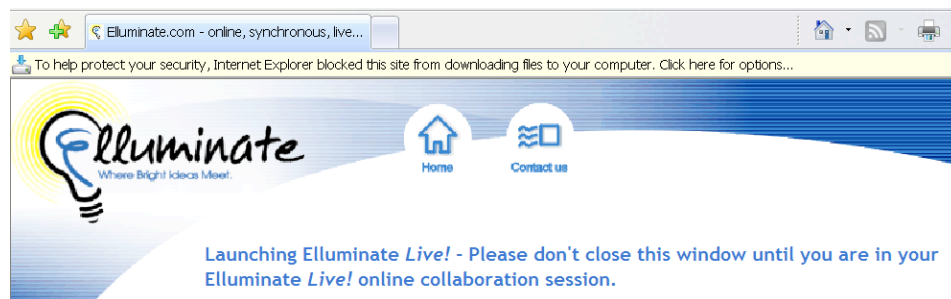 Elluminate.com - online, synchronous, live...
To help protect your security, Internet Explorer blocked this site from downloading files to your computer. Click here for options...
Elluminate
Where Bright Ideas Meet.
Home
Contact us
Launching Elluminate Live! - Please don't close this window until you are in your
Elluminate Live! online collaboration session.